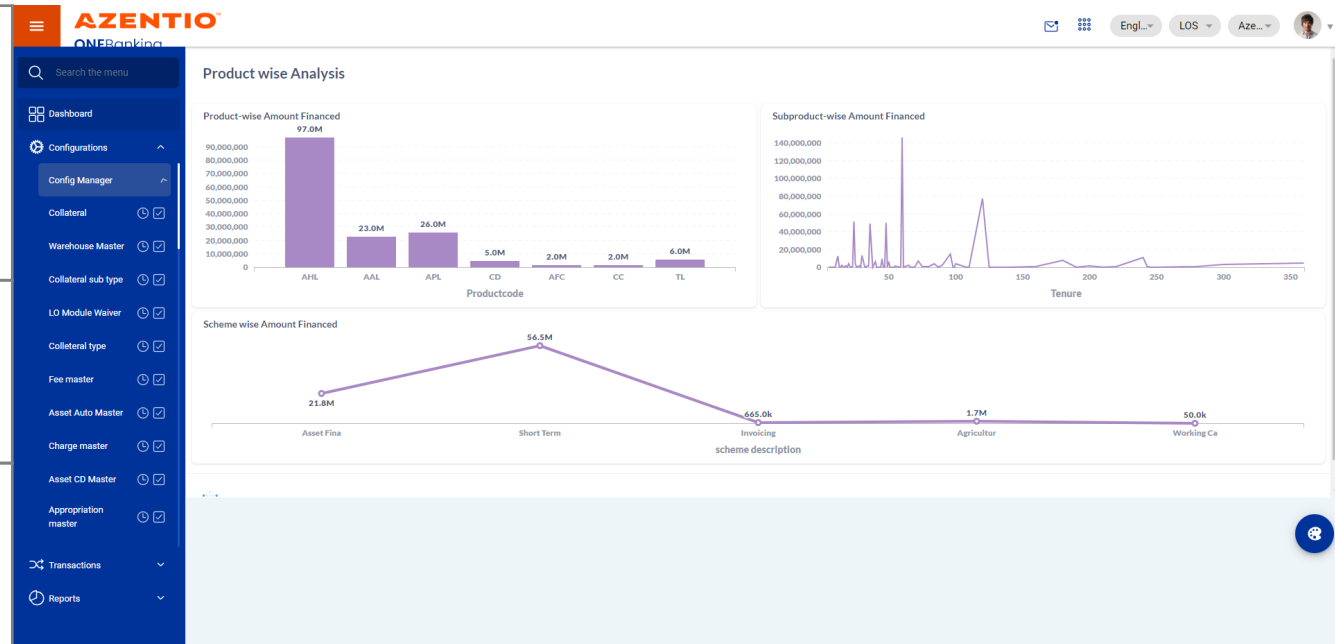 AZENTIO
ONEBanking
Engl...
LOS
Aze...
Search the menu
Dashboard
Configurations
Config Manager
Collateral
Warehouse Master
Collateral sub type
LO Module Waiver
Colleteral type
Fee master
Asset Auto Master
Charge master
Asset CD Master
Appropriation
master
Transactions
Reports
Product wise Analysis
Product-wise Amount Financed
97.0M
90,000,000
80,000,000
70,000,000
60,000,000
50,000,000
40,000,000
30,000,000
20,000,000
10,000,000
0
23.0M
26.0M
5.0M
2.0M
2.0M
6.0M
AHL
AAL
APL
CD
AFC
CC
TL
Productcode
Subproduct-wise Amount Financed
140,000,000
120,000,000
100,000,000
80,000,000
60,000,000
40,000,000
20,000,000
0
50
100
150
200
250
300
350
Tenure
Scheme wise Amount Financed
21.8M
56.5M
665.0k
1.7M
50.0k
Asset Fina
Short Term
Invoicing
Agricultur
Working Ca
scheme description